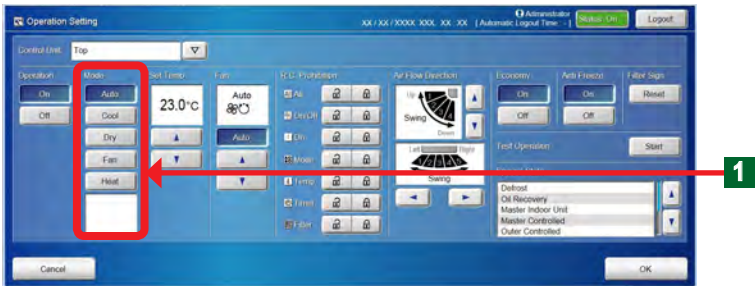 Operation Setting
XX / XX / XXXX XXX, XX XX [Automatic Logout Time : - ]
Administrator
Status: On
Logout
Control Unit
Top
Operation
On
Off
Mode
Auto
Cool
Dry
Fan
Heat
Set Temp.
23.0°C
Fan
Auto
Auto
R.C. Prohibition
All
On/Off
Mode
Temp
Timer
Filter
Air Flow Direction
Up
Swing
Down
Left
Right
Swing
Economy
On
Off
Anti Freeze
On
Off
Filter Sign
Reset
Test Operation
Start
Defrost
Oil Recovery
Master Indoor Unit
Master Controlled
Outer Controlled
Cancel
OK
1